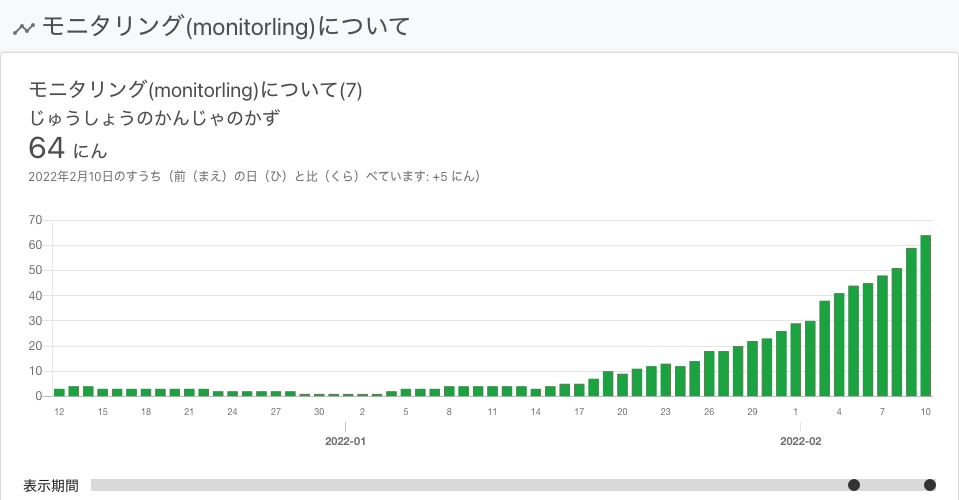 モニタリング(monitorling)について
モニタリング(monitorling)について(7)
じゅうしょうのかんじゃのかず
64 にん
2022年2月10日のすうち（前（まえ）の日（ひ）と比（くら）べています: +5 にん）
70
60
50
40
30
20
10
0
12 15 18 21 24 27 30 2 5 8 11 14 17 20 23 26 29 1 4 7 10
2022-01 2022-02
表示期間